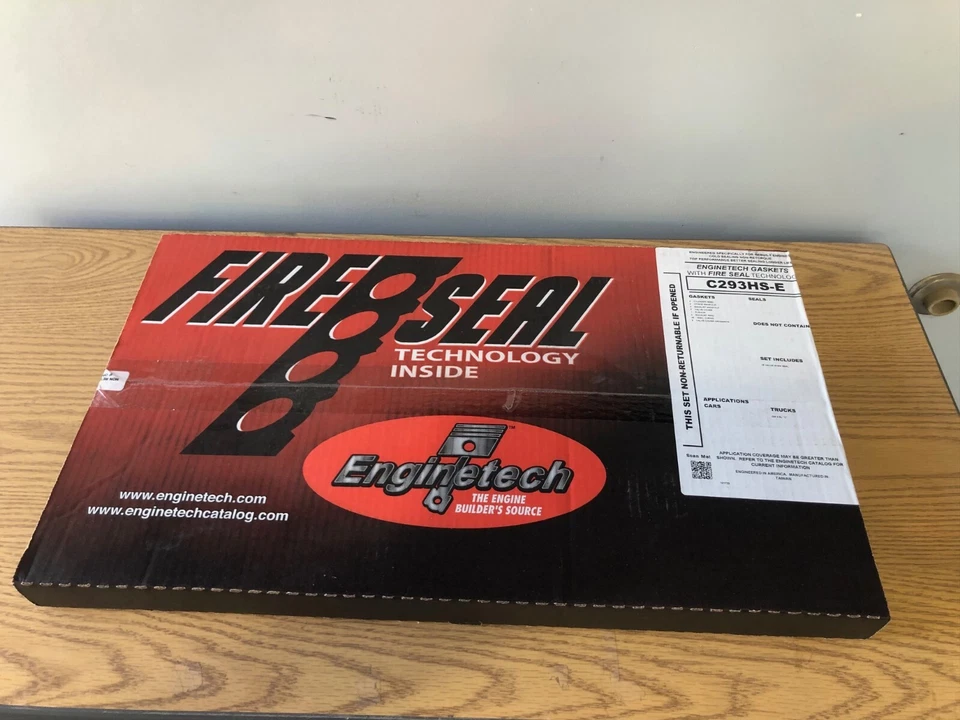 FIRE SEAL
TECHNOLOGY
INSIDE
Enginetech
™
THE ENGINE
BUILDER'S SOURCE
www.enginetech.com
www.enginetechcatalog.com
ENGINETECH GASKETS
WITH FIRE SEAL TECHNOLOG
C293HS-E
THIS SET NON-RETURNABLE IF OPENED
GASKETS
SEALS
DOES NOT CONTAIN
SET INCLUDES
APPLICATIONS
CARS
TRUCKS
Scan Me!
APPLICATION COVERAGE MAY BE GREATER THAN
SHOWN. REFER TO THE ENGINETECH CATALOG FOR
CURRENT INFORMATION
ENGINEERED IN AMERICA. MANUFACTURED IN
TAIWAN